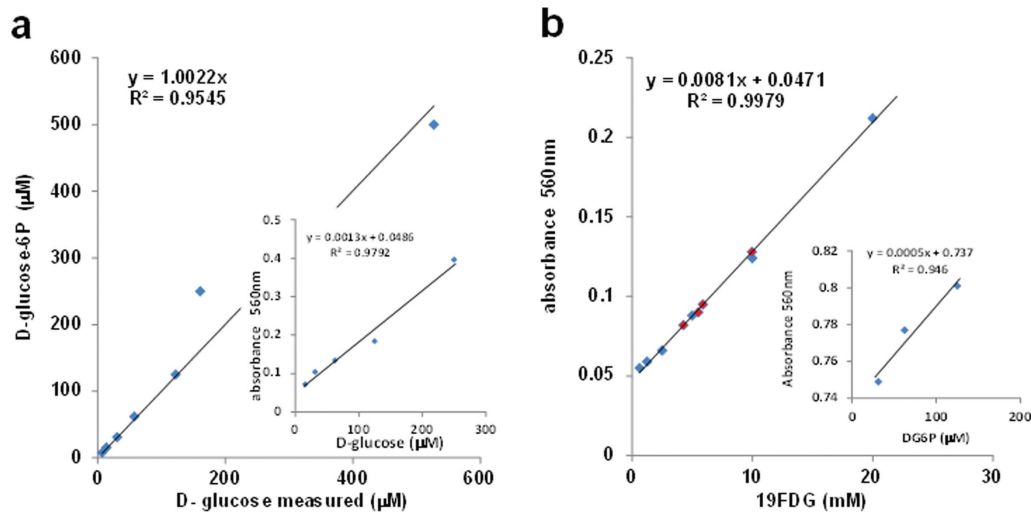 a
600
500
400
300
200
100
0
D-glucose-6P (µM)
y = 1.0022x
R² = 0.9545
0
200
400
600
D- glucose measured (µM)
0.5
0.4
0.3
0.2
0.1
0
absorbance 560nm
y = 0.0013x + 0.0486
R² = 0.9792
0
100
200
300
D-glucose (µM)
b
0.25
0.2
0.15
0.1
0.05
0
absorbance 560nm
y = 0.0081x + 0.0471
R² = 0.9979
0
10
20
30
19FDG (mM)
0.82
0.8
0.78
0.76
0.74
Absorbance 560nm
y = 0.0005x + 0.737
R² = 0.946
0
100
200
DG6P (µM)